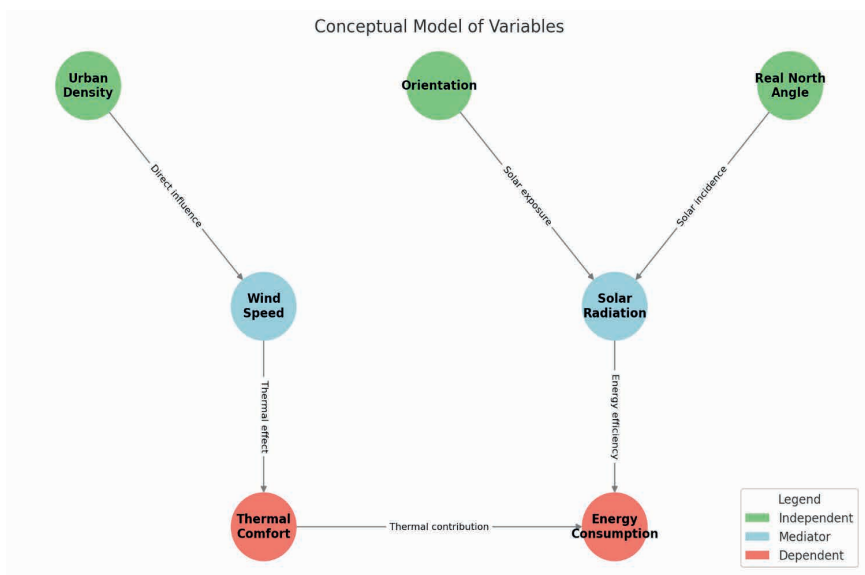 Conceptual Model of Variables
Urban
Density
Orientation
Real North
Angle
Direct influence
Solar exposure
Solar incidence
Wind
Speed
Solar
Radiation
Thermal effect
Energy efficiency
Thermal
Comfort
Thermal contribution
Energy
Consumption
Legend
Independent
Mediator
Dependent